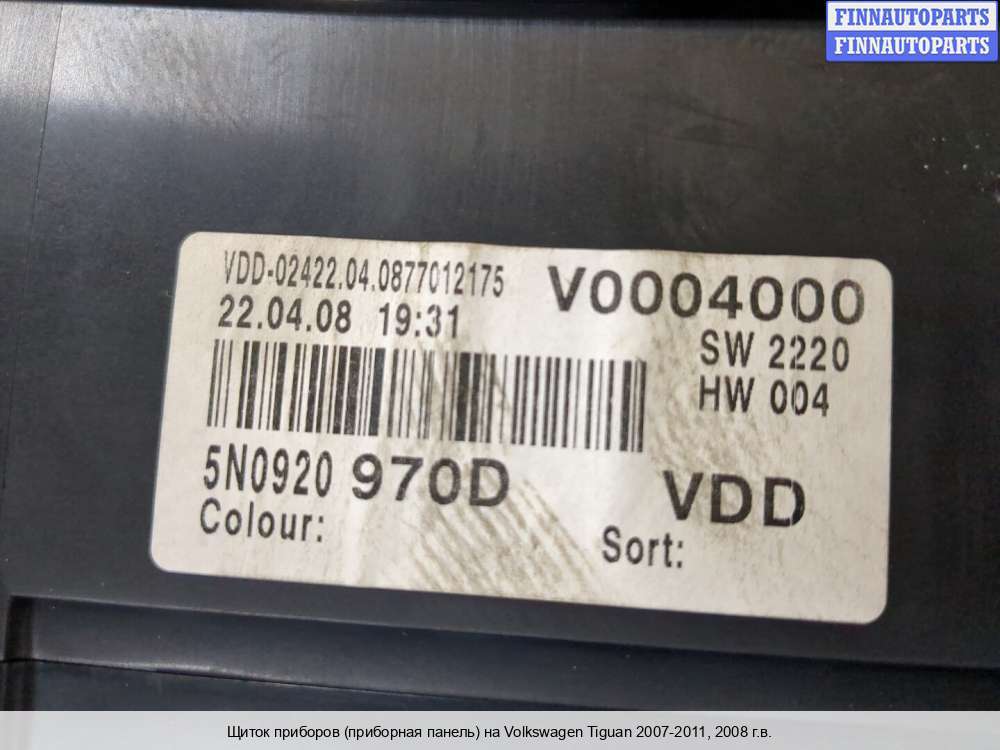 FINNAUTOPARTS
FINNAUTOPARTS
VDD-02422.04.0877012175
V0004000
22.04.08 19:31
SW 2220
HW 004
5N0920 970D
VDD
Colour:
Sort:
Щиток приборов (приборная панель) на Volkswagen Tiguan 2007-2011, 2008 г.в.